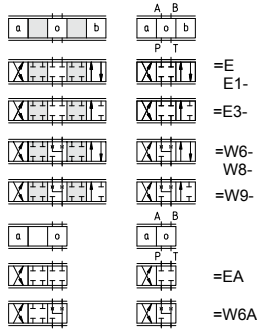 A B
a o b a o b
P T
=E
E1-
=E3-
=W6-
W8-
=W9-
A B
a o a o
P T
=EA
=W6A